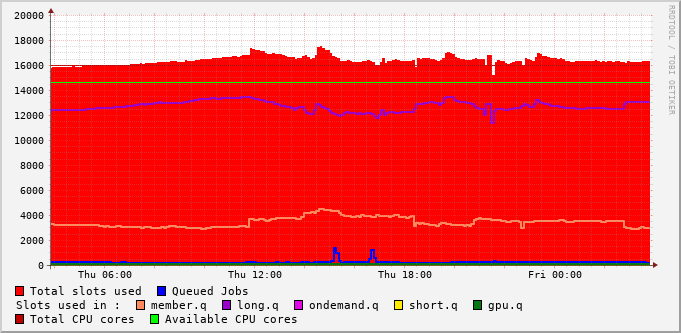 20000
18000
16000
14000
12000
10000
8000
6000
4000
2000
0
Thu 06:00 Thu 12:00 Thu 18:00 Fri 00:00
RRDTOOL / TOBI OETIKER
Total slots used Queued Jobs
Slots used in : member.q long.q ondemand.q short.q gpu.q
Total CPU cores Available CPU cores